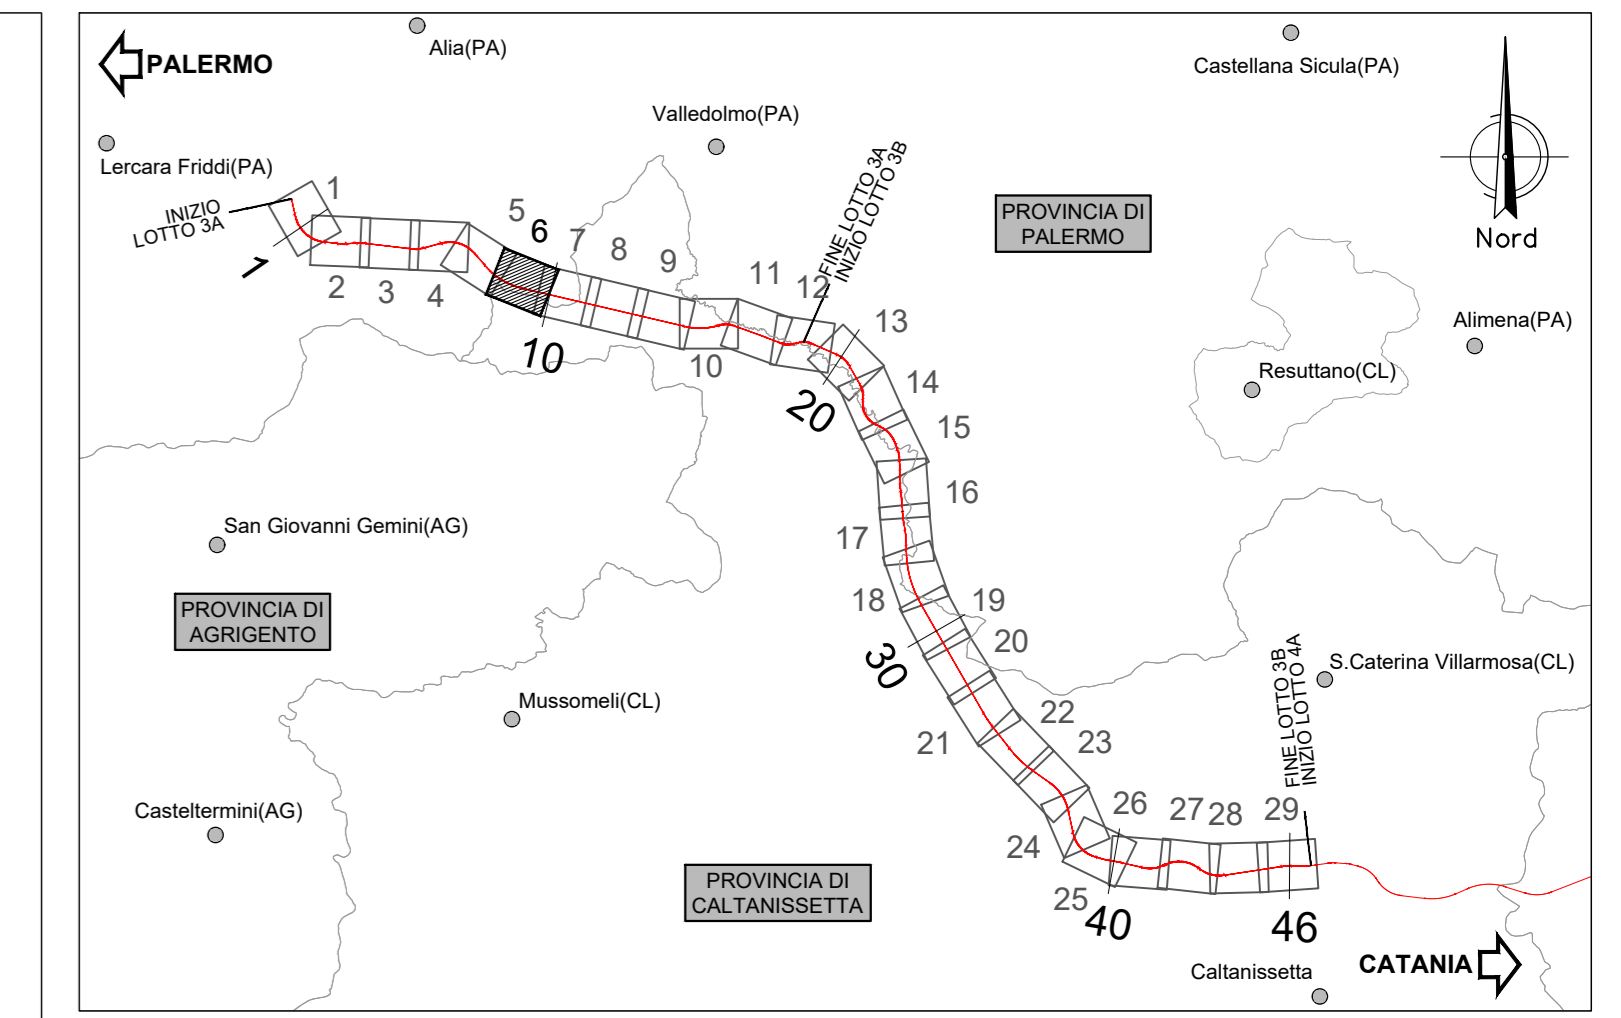 Alia(PA)
PALERMO
Castellana Sicula(PA)
Valledolmo(PA)
Lercara Friddi(PA)
FINE LOTTO 3A
INIZIO LOTTO 3B
INIZIO
LOTTO 3A
PROVINCIA DI
PALERMO
Nord
1
1
2
3
4
5
6
7
8
9
10
10
11
12
13
14
15
16
17
18
19
20
20
21
22
23
24
25
26
27
28
29
30
40
46
Alimena(PA)
Resuttano(CL)
San Giovanni Gemini(AG)
PROVINCIA DI
AGRIGENTO
S.Caterina Villarmosa(CL)
FINE LOTTO 3B
INIZIO LOTTO 4A
Mussomeli(CL)
Casteltermini(AG)
PROVINCIA DI
CALTANISSETTA
Caltanissetta
CATANIA